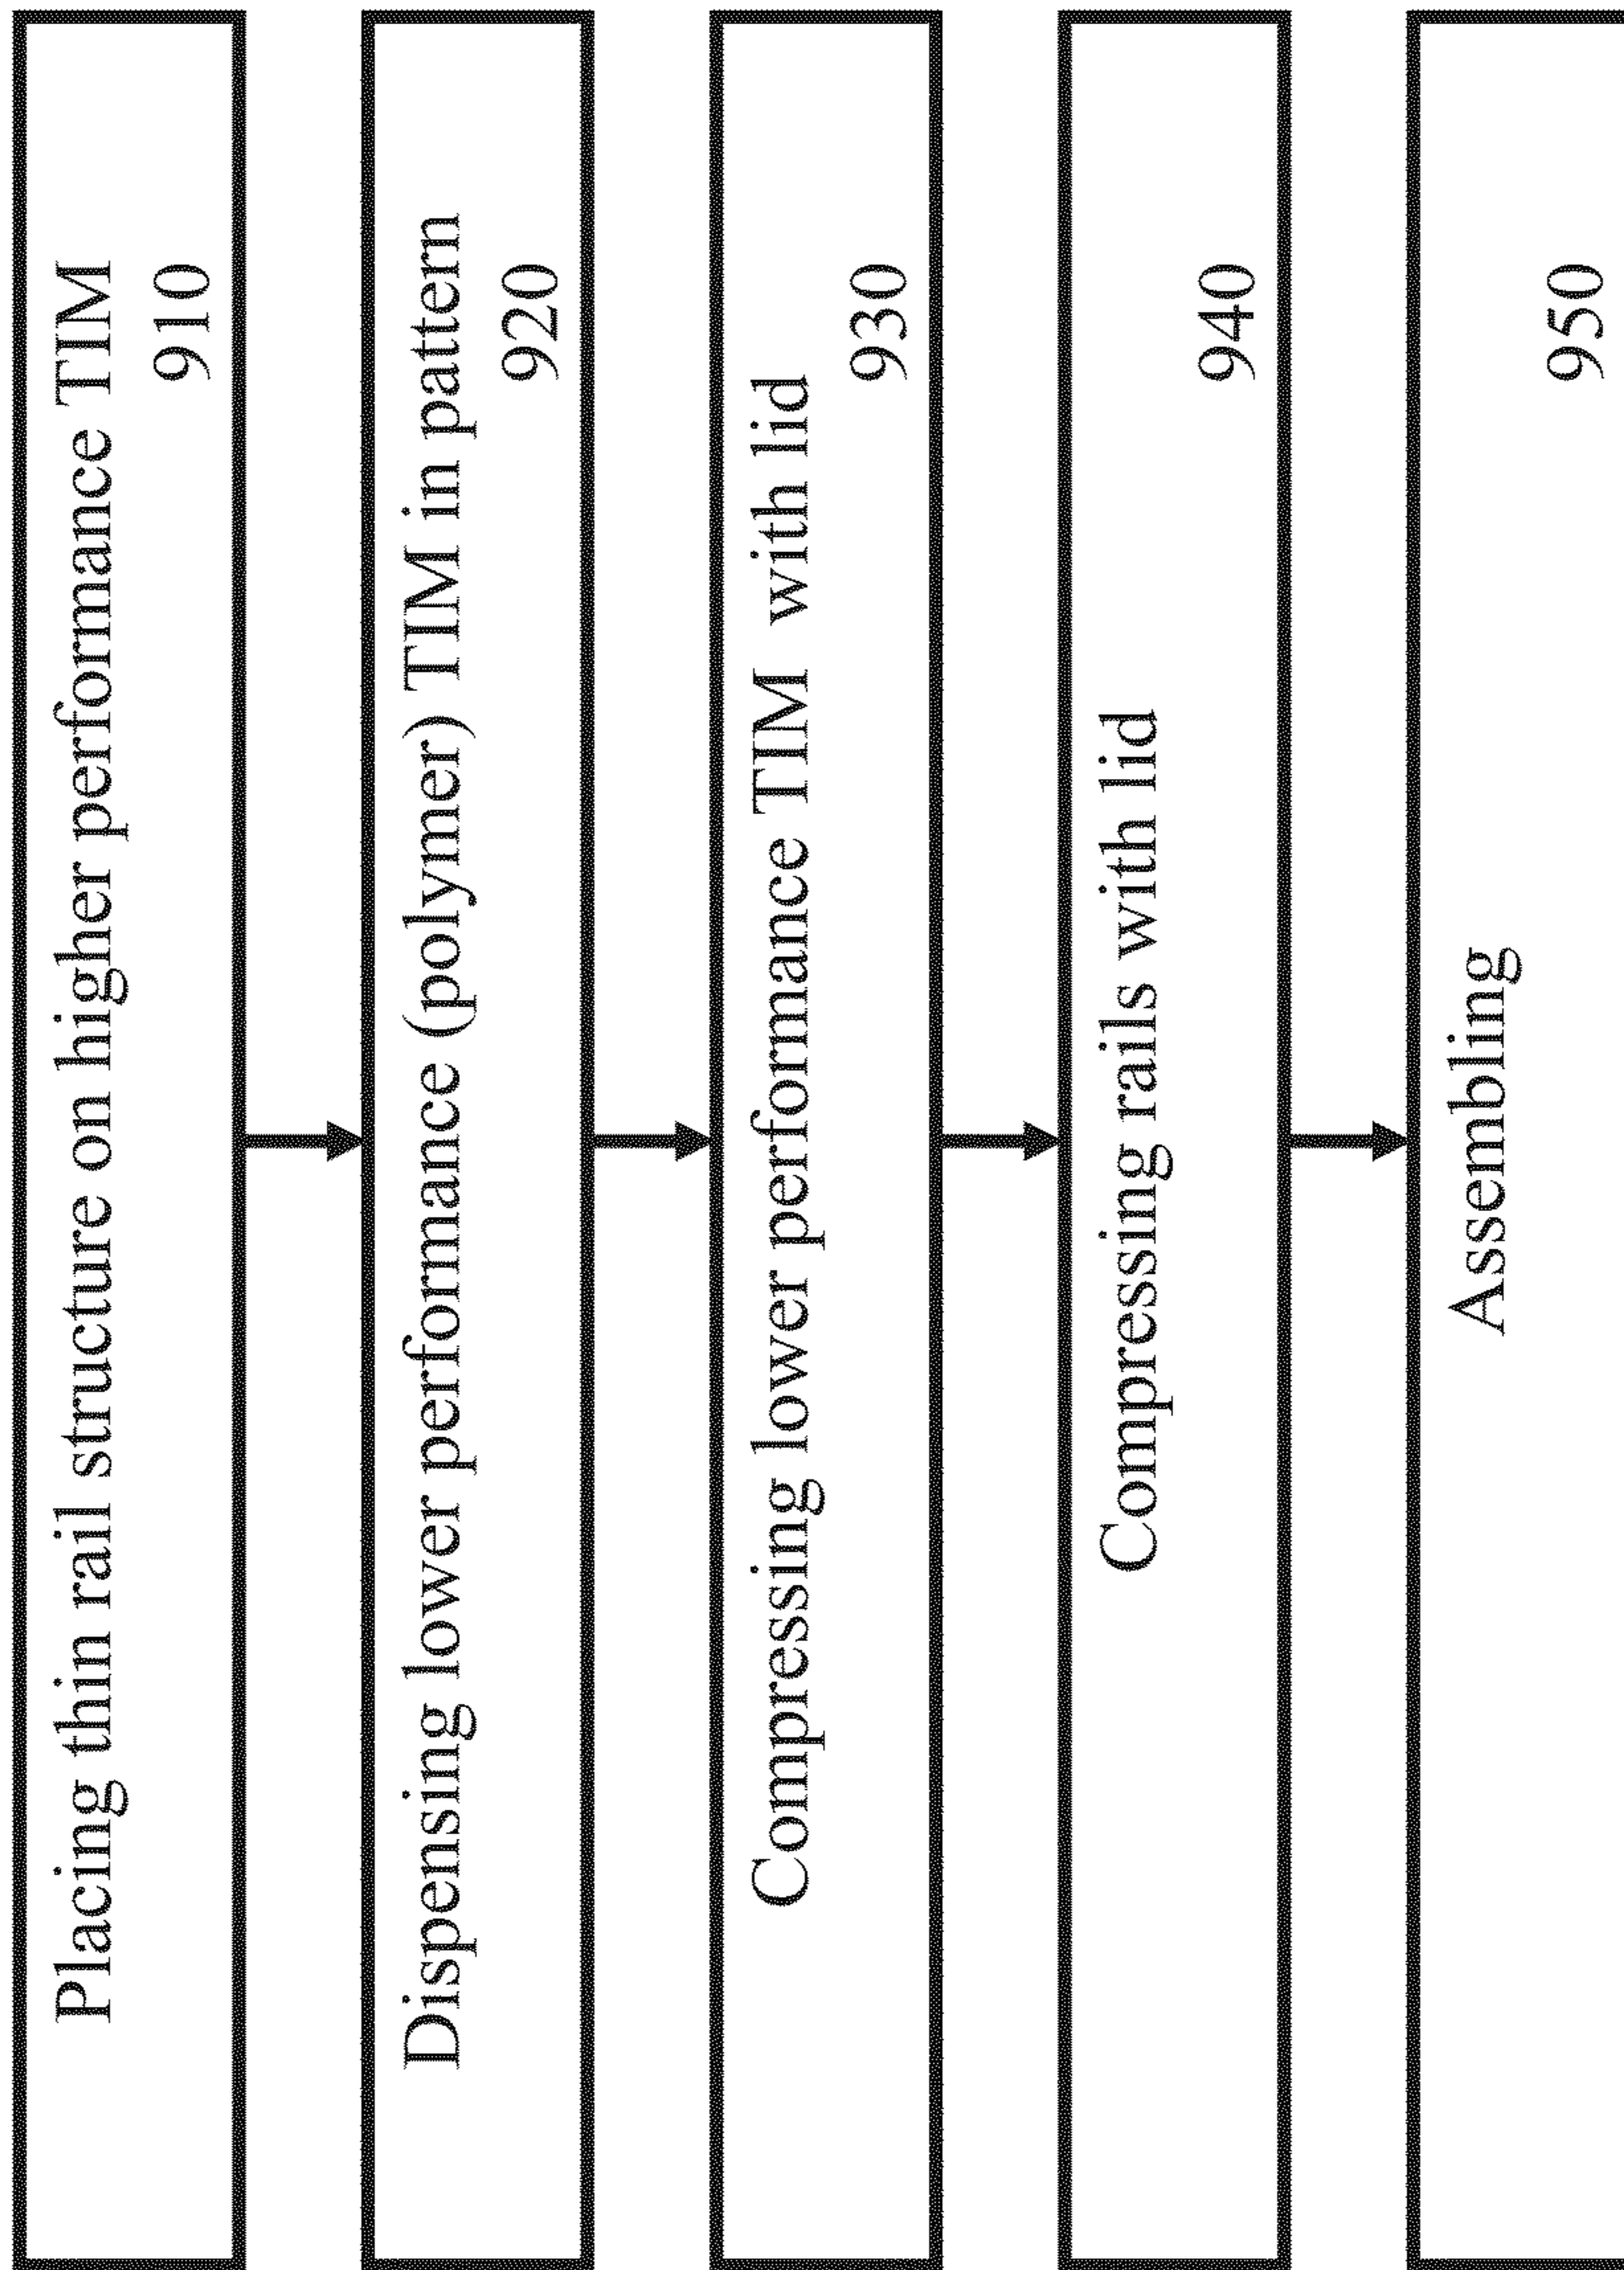 Placing thin rail structure on higher performance TIM
910
Dispensing lower performance (polymer) TIM in pattern
920
Compressing lower performance TIM with lid
930
Compressing rails with lid
940
Assembling
950